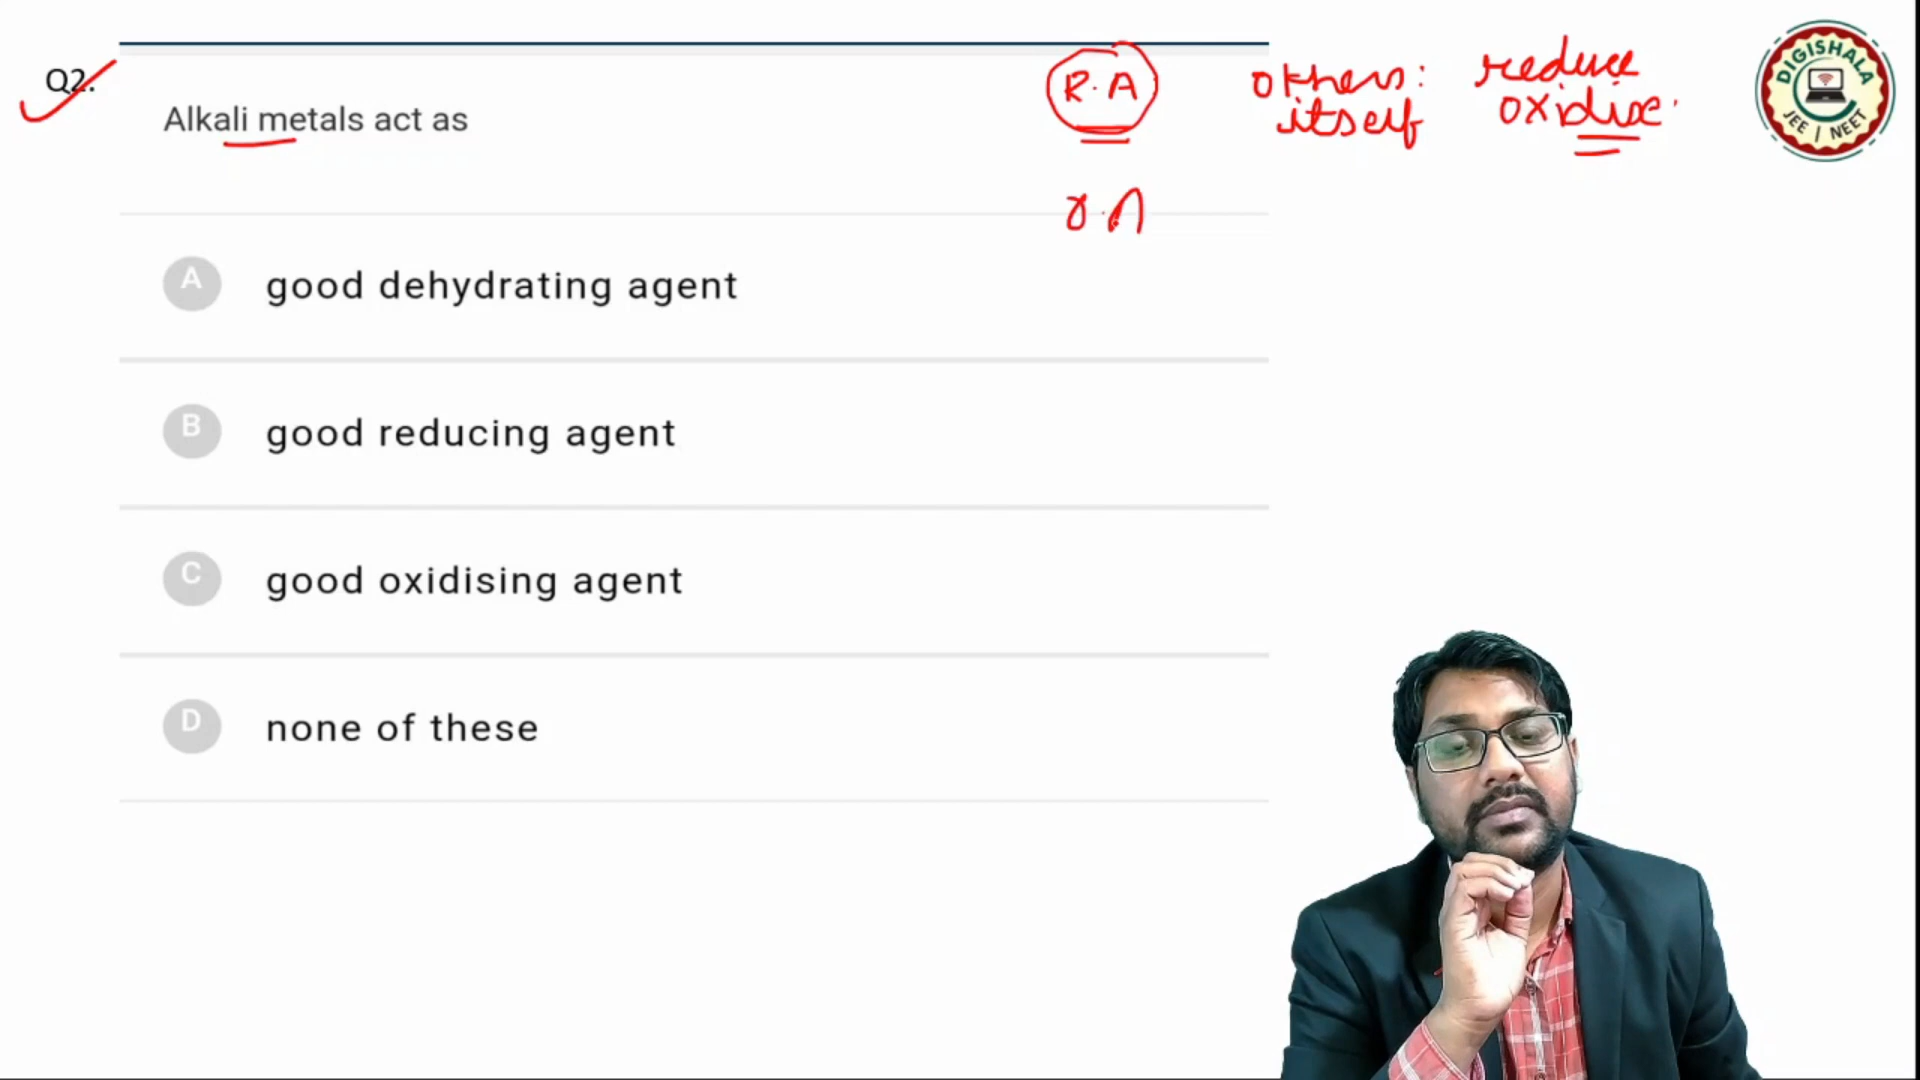 Q2.
Alkali metals act as
R.A
others: reduce
itself oxidise
A good dehydrating agent
B good reducing agent
C good oxidising agent
D none of these
DIGISHALA
JEE | NEET